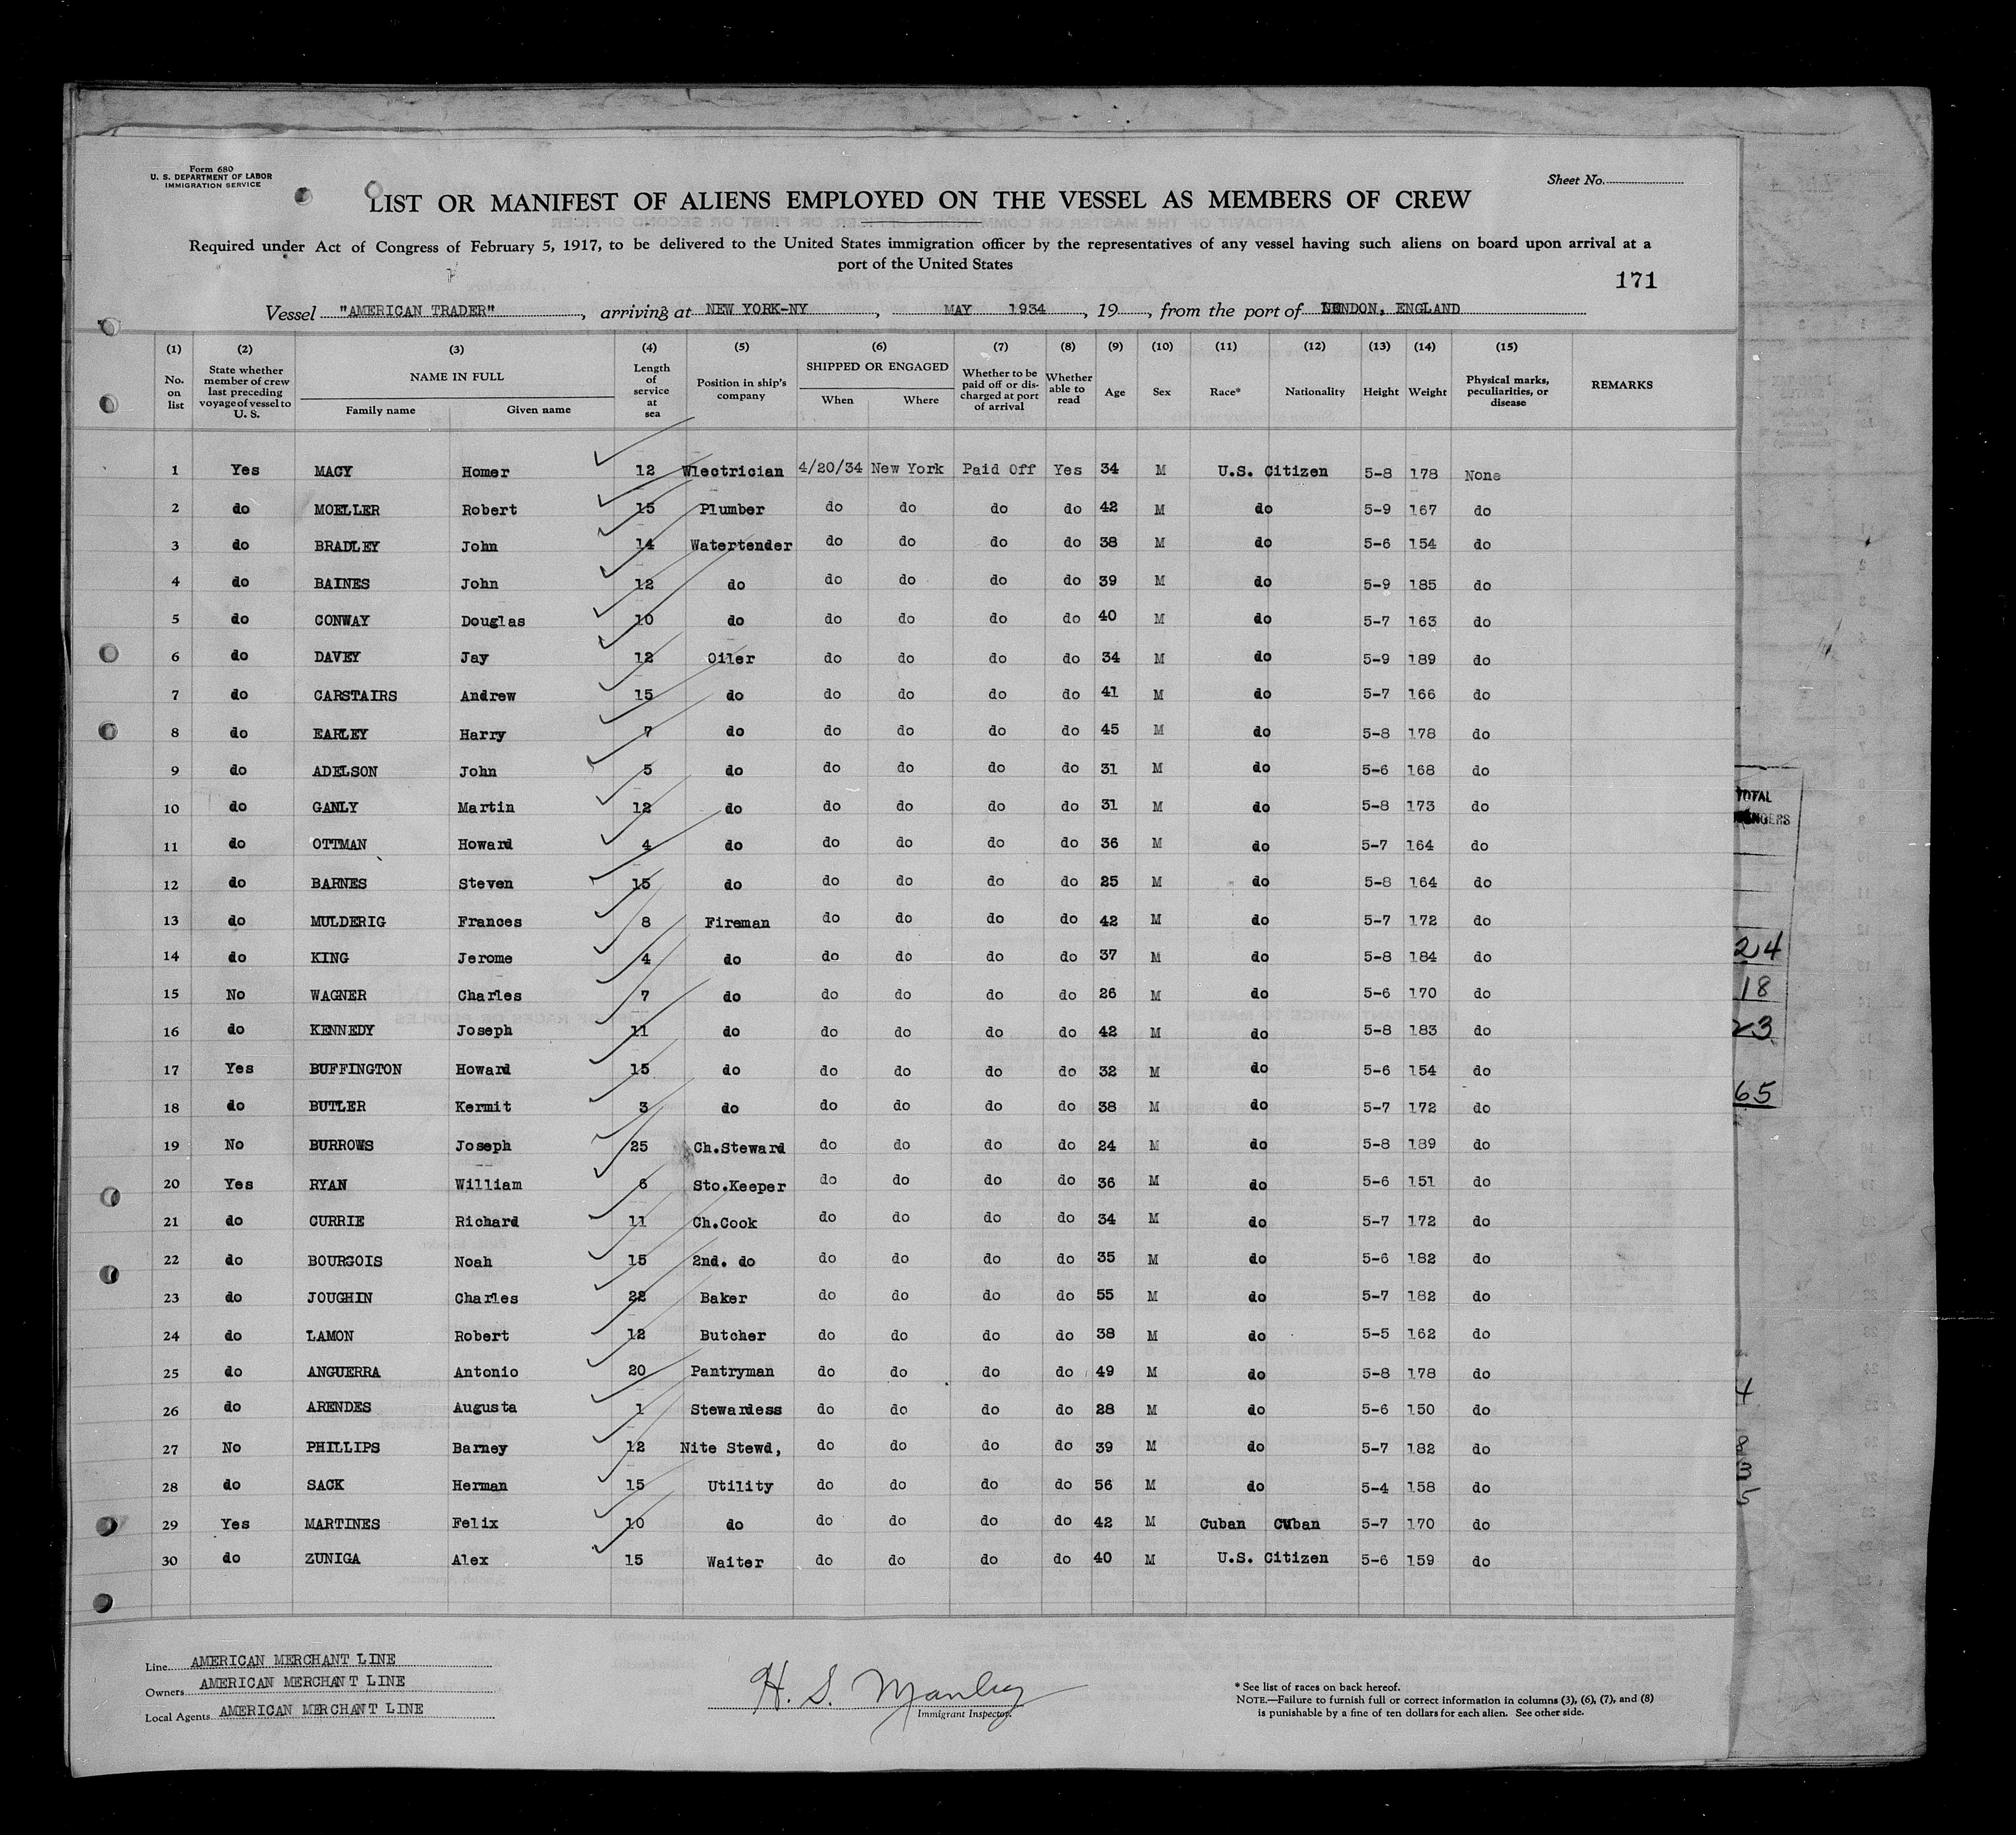 Form 680
U. S. DEPARTMENT OF LABOR
IMMIGRATION SERVICE
Sheet No.
LIST OR MANIFEST OF ALIENS EMPLOYED ON THE VESSEL AS MEMBERS OF CREW
Required under Act of Congress of February 5, 1917, to be delivered to the United States immigration officer by the representatives of any vessel having such aliens on board upon arrival at a
port of the United States
171
Vessel "AMERICAN TRADER", arriving at NEW YORK-NY, MAY 1934, 19, from the port of LONDON, ENGLAND
(1) (2) (3) (4) (5) (6) (7) (8) (9) (10) (11) (12) (13) (14) (15)
No. on list State whether member of crew last preceding voyage of vessel to U. S. NAME IN FULL Family name Given name Length of service at sea Position in ship's company SHIPPED OR ENGAGED When Where Whether to be paid off or discharged at port of arrival Whether able to read Age Sex Race* Nationality Height Weight Physical marks, peculiarities, or disease REMARKS
1 Yes MACY Homer 12 Wlectrician 4/20/34 New York Paid Off Yes 34 M U.S. Citizen 5-8 178 None
2 do MOELLER Robert 15 Plumber do do do do 42 M do 5-9 167 do
3 do BRADLEY John 14 Watertender do do do do 38 M do 5-6 154 do
4 do BAINES John 12 do do do do do 39 M do 5-9 185 do
5 do CONWAY Douglas 10 do do do do do 40 M do 5-7 163 do
6 do DAVEY Jay 12 Oiler do do do do 34 M do 5-9 189 do
7 do CARSTAIRS Andrew 15 do do do do do 41 M do 5-7 166 do
8 do EARLEY Harry 7 do do do do do 45 M do 5-8 178 do
9 do ADELSON John 5 do do do do do 31 M do 5-6 168 do
10 do GANLY Martin 12 do do do do do 31 M do 5-8 173 do
11 do OTTMAN Howard 4 do do do do do 36 M do 5-7 164 do
12 do BARNES Steven 15 do do do do do 25 M do 5-8 164 do
13 do MULDERIG Frances 8 Fireman do do do do 42 M do 5-7 172 do
14 do KING Jerome 4 do do do do do 37 M do 5-8 184 do
15 No WAGNER Charles 7 do do do do do 26 M do 5-6 170 do
16 do KENNEDY Joseph 11 do do do do do 42 M do 5-8 183 do
17 Yes BUFFINGTON Howard 15 do do do do do 32 M do 5-6 154 do
18 do BUTLER Kermit 3 do do do do do 38 M do 5-7 172 do
19 No BURROWS Joseph 25 Ch.Steward do do do do 24 M do 5-8 189 do
20 Yes RYAN William 6 Sto.Keeper do do do do 36 M do 5-6 151 do
21 do CURRIE Richard 11 Ch.Cook do do do do 34 M do 5-7 172 do
22 do BOURGOIS Noah 15 2nd. do do do do do 35 M do 5-6 182 do
23 do JOUGHIN Charles 22 Baker do do do do 55 M do 5-7 182 do
24 do LAMON Robert 12 Butcher do do do do 38 M do 5-5 162 do
25 do ANGUERRA Antonio 20 Pantryman do do do do 49 M do 5-8 178 do
26 do ARENDES Augusta 1 Stewardess do do do do 28 M do 5-6 150 do
27 No PHILLIPS Barney 12 Nite Stewd, do do do do 39 M do 5-7 182 do
28 do SACK Herman 15 Utility do do do do 56 M do 5-4 158 do
29 Yes MARTINES Felix 10 do do do do do 42 M Cuban Cuban 5-7 170 do
30 do ZUNIGA Alex 15 Waiter do do do do 40 M U.S. Citizen 5-6 159 do
TOTAL
24
18
23
65
Line AMERICAN MERCHANT LINE
Owners AMERICAN MERCHANT LINE
Local Agents AMERICAN MERCHANT LINE
H. S. Manley
Immigrant Inspector.
* See list of races on back hereof.
NOTE.—Failure to furnish full or correct information in columns (3), (6), (7), and (8)
is punishable by a fine of ten dollars for each alien. See other side.